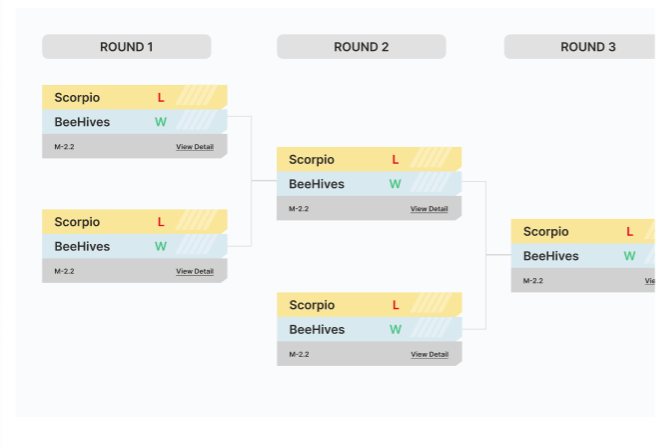 ROUND 1
ROUND 2
ROUND 3
Scorpio L
BeeHives W
M-2.2 View Detail
Scorpio L
BeeHives W
M-2.2 View Detail
Scorpio L
BeeHives W
M-2.2 View Detail
Scorpio L
BeeHives W
M-2.2 View Detail
Scorpio L
BeeHives W
M-2.2 Vie